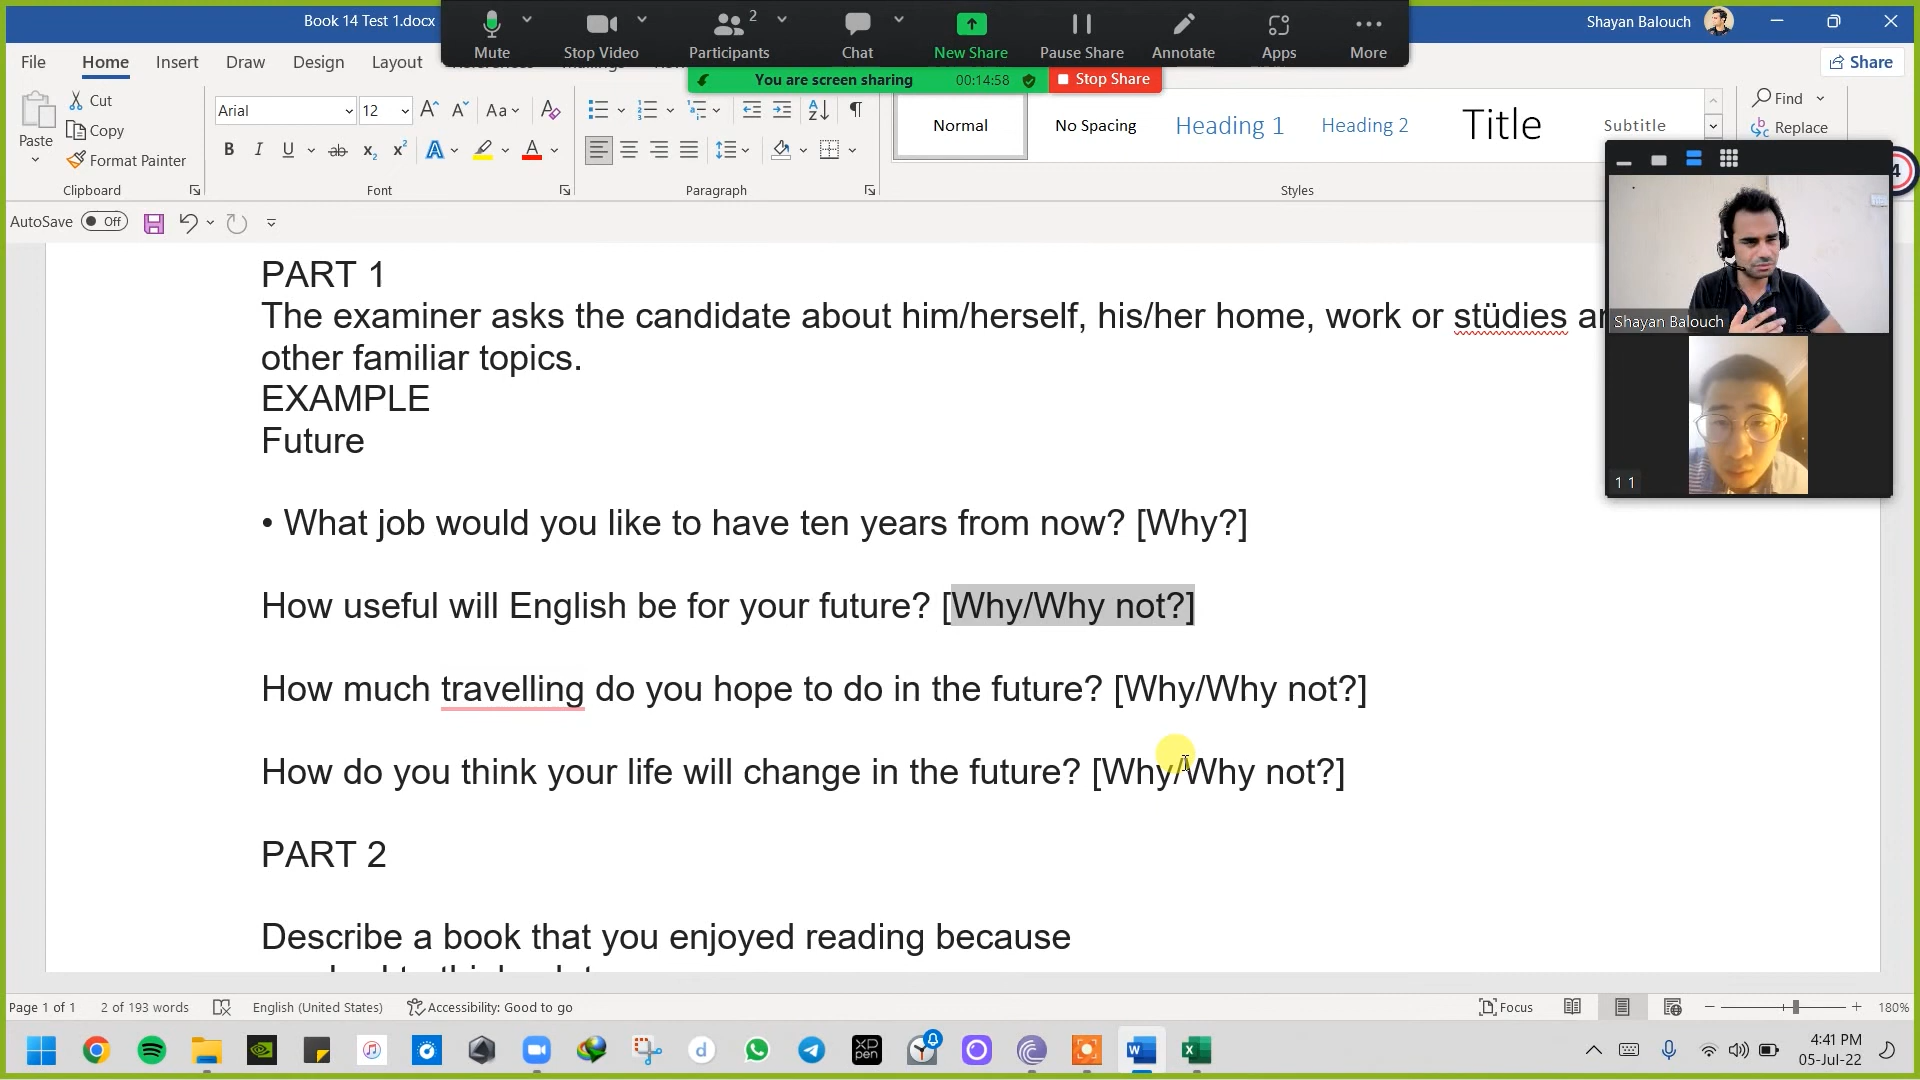 Book 14 Test 1.docx
Mute
Stop Video
Participants
2
Chat
New Share
Pause Share
Annotate
Apps
More
Shayan Balouch
You are screen sharing
00:14:58
Stop Share
File
Home
Insert
Draw
Design
Layout
Share
Paste
Cut
Copy
Format Painter
Clipboard
Arial
12
Font
Paragraph
Normal
No Spacing
Heading 1
Heading 2
Title
Subtitle
Styles
Find
Replace
AutoSave
Off
PART 1
The examiner asks the candidate about him/herself, his/her home, work or stüdies
other familiar topics.
EXAMPLE
Future
• What job would you like to have ten years from now? [Why?]
How useful will English be for your future? [Why/Why not?]
How much travelling do you hope to do in the future? [Why/Why not?]
How do you think your life will change in the future? [Why/Why not?]
PART 2
Describe a book that you enjoyed reading because
Shayan Balouch
1 1
Page 1 of 1
2 of 193 words
English (United States)
Accessibility: Good to go
Focus
180%
4:41 PM
05-Jul-22